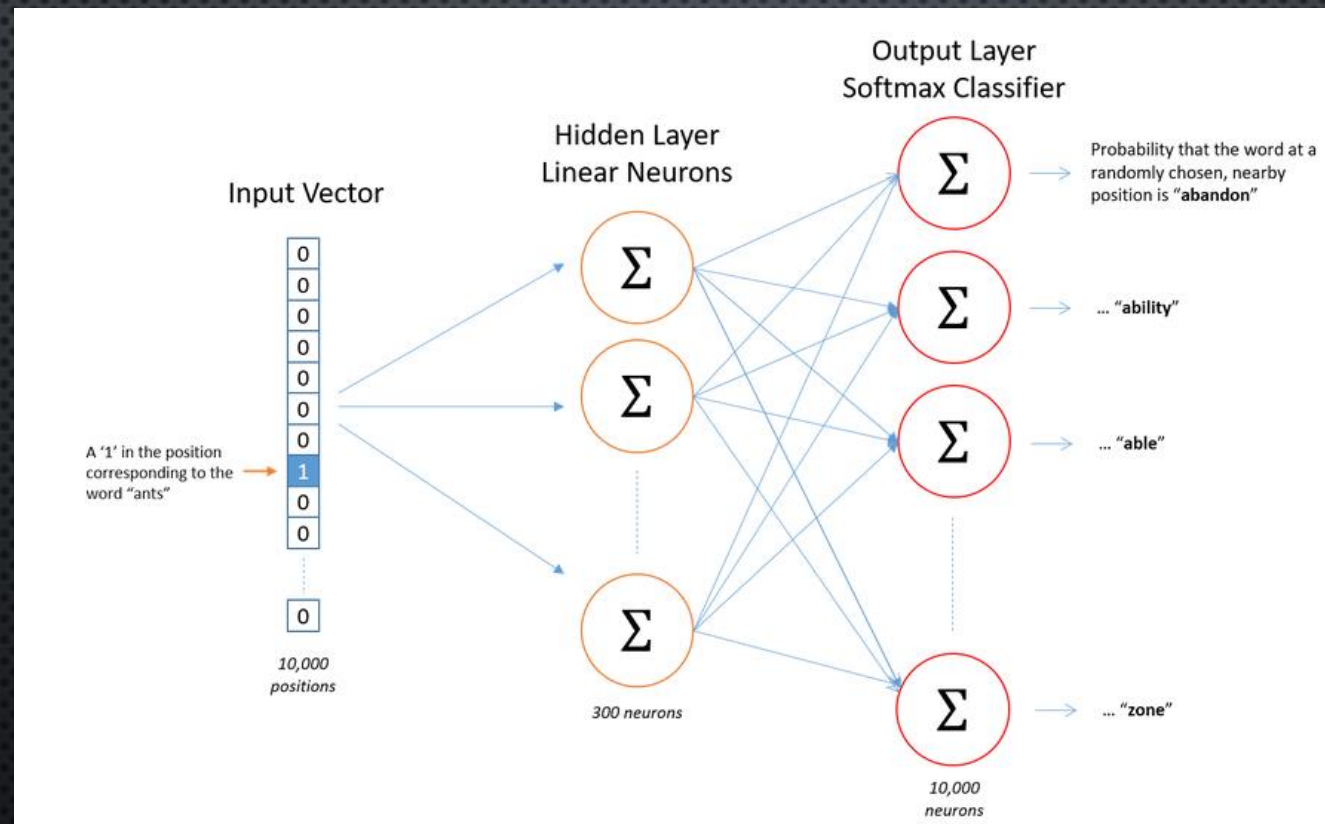 Output Layer
Softmax Classifier
Hidden Layer
Linear Neurons
Input Vector
0
0
0
0
0
0
0
1
0
0
0
A ‘1’ in the position
corresponding to the
word “ants”
10,000
positions
Σ
Σ
Σ
300 neurons
Σ
Σ
Σ
Σ
10,000
neurons
Probability that the word at a
randomly chosen, nearby
position is “abandon”
… “ability”
… “able”
… “zone”